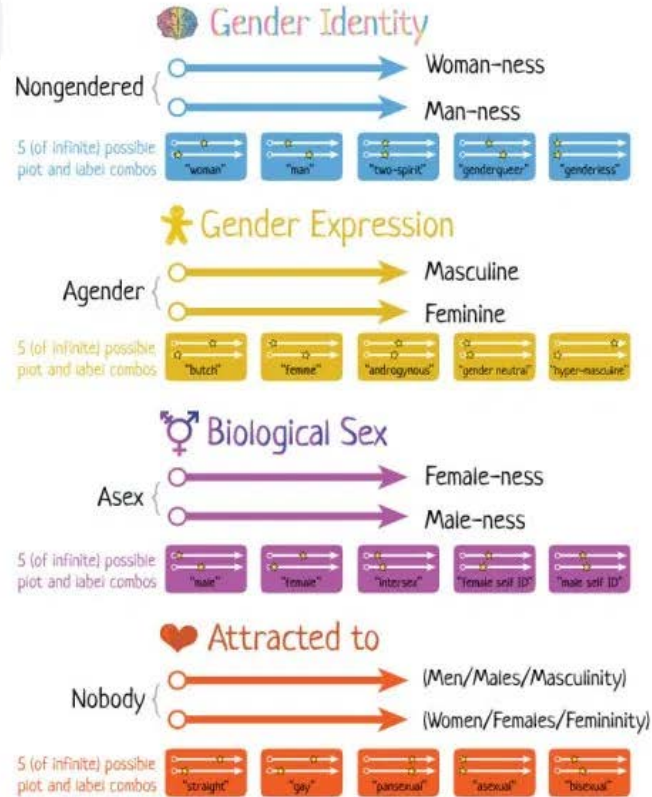 Gender Identity
Nongendered
Woman-ness
Man-ness
5 (of infinite) possible
plot and label combos
"woman"
"man"
"two-spirit"
"genderqueer"
"genderless"
Gender Expression
Agender
Masculine
Feminine
5 (of infinite) possible
plot and label combos
"butch"
"femme"
"androgynous"
"gender neutral"
"hyper-masculine"
Biological Sex
Asex
Female-ness
Male-ness
5 (of infinite) possible
plot and label combos
"male"
"female"
"intersex"
"female self ID"
"male self ID"
Attracted to
Nobody
(Men/Males/Masculinity)
(Women/Females/Femininity)
5 (of infinite) possible
plot and label combos
"straight"
"gay"
"pansexual"
"asexual"
"bisexual"